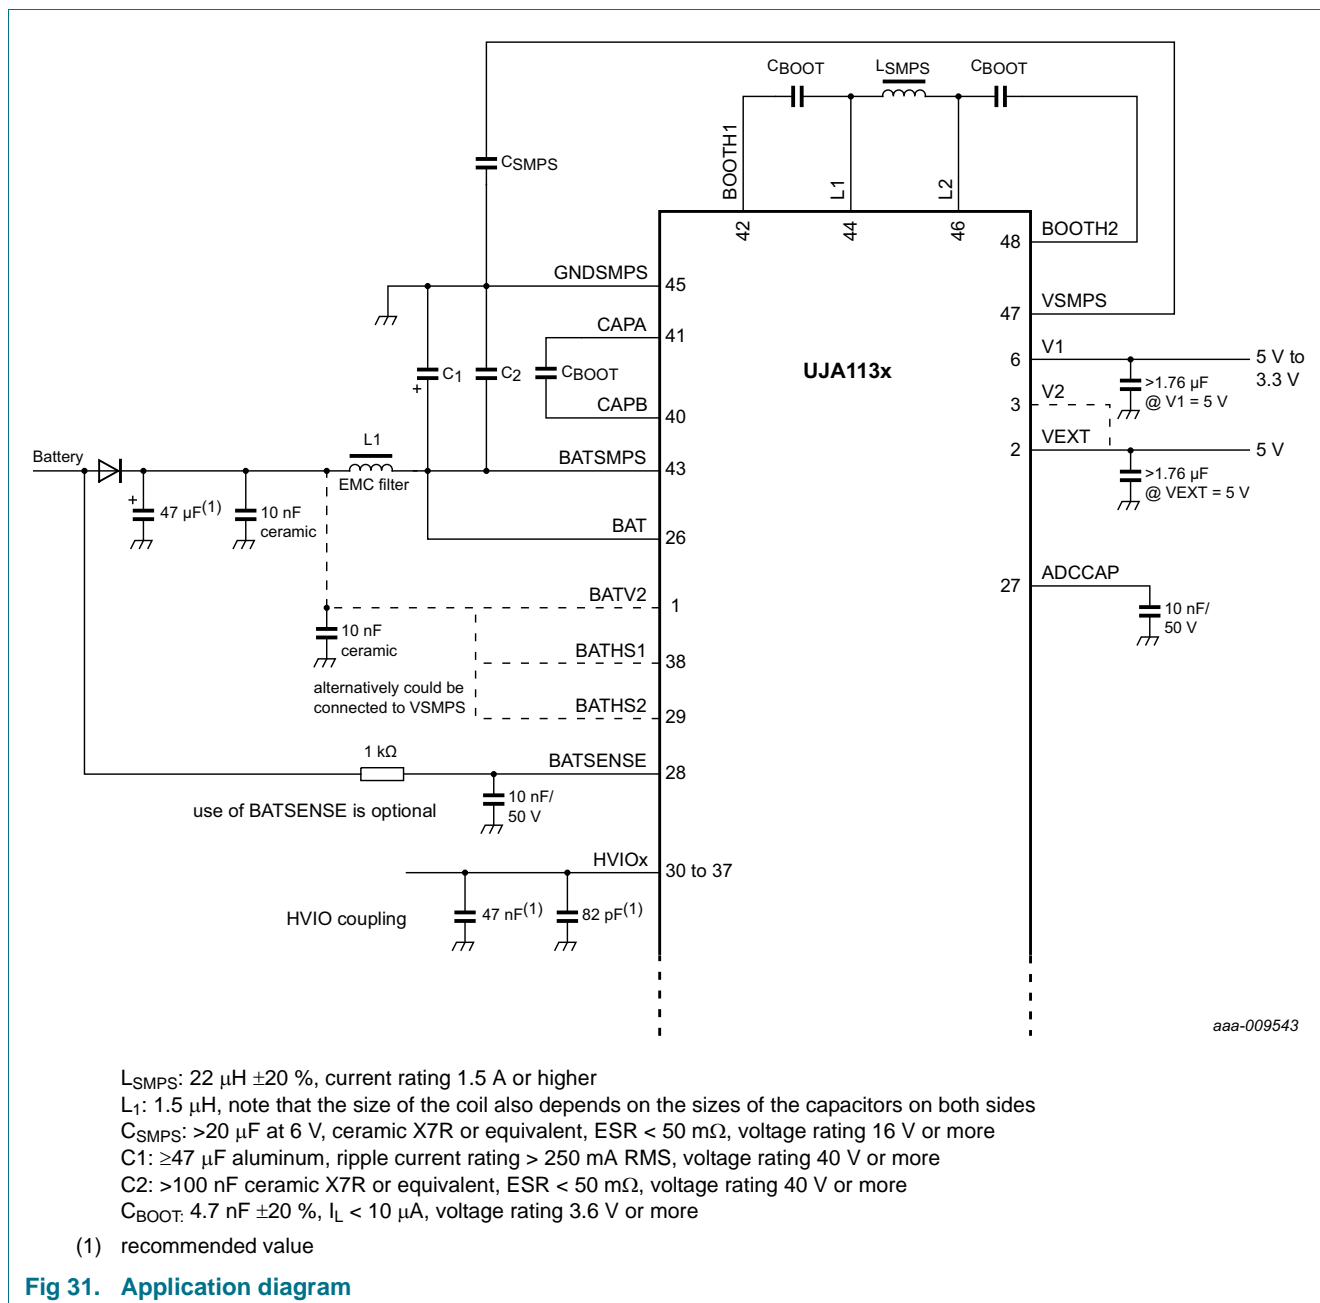 CBOOT
LSMPS
CBOOT
CSMPS
BOOTH1
L1
L2
42
44
46
48
BOOTH2
GNDSMPS
45
47
VSMPS
CAPA
41
6
V1
5 V to
3.3 V
UJA113x
+
C1
C2
CBOOT
>1.76 µF
@ V1 = 5 V
V2
3
CAPB
40
VEXT
2
5 V
L1
Battery
BATSMPS
43
EMC filter
>1.76 µF
@ VEXT = 5 V
+
47 µF(1)
10 nF
ceramic
BAT
26
ADCCAP
27
BATV2
1
10 nF/
50 V
10 nF
ceramic
BATHS1
38
alternatively could be
connected to VSMPS
BATHS2
29
1 kΩ
BATSENSE
28
10 nF/
50 V
use of BATSENSE is optional
HVIOx
30 to 37
HVIO coupling
47 nF(1)
82 pF(1)
aaa-009543
LSMPS: 22 μH ±20 %, current rating 1.5 A or higher
L1: 1.5 μH, note that the size of the coil also depends on the sizes of the capacitors on both sides
CSMPS: >20 μF at 6 V, ceramic X7R or equivalent, ESR < 50 mΩ, voltage rating 16 V or more
C1: ≥47 μF aluminum, ripple current rating > 250 mA RMS, voltage rating 40 V or more
C2: >100 nF ceramic X7R or equivalent, ESR < 50 mΩ, voltage rating 40 V or more
CBOOT: 4.7 nF ±20 %, IL < 10 μA, voltage rating 3.6 V or more
(1) recommended value
Fig 31. Application diagram